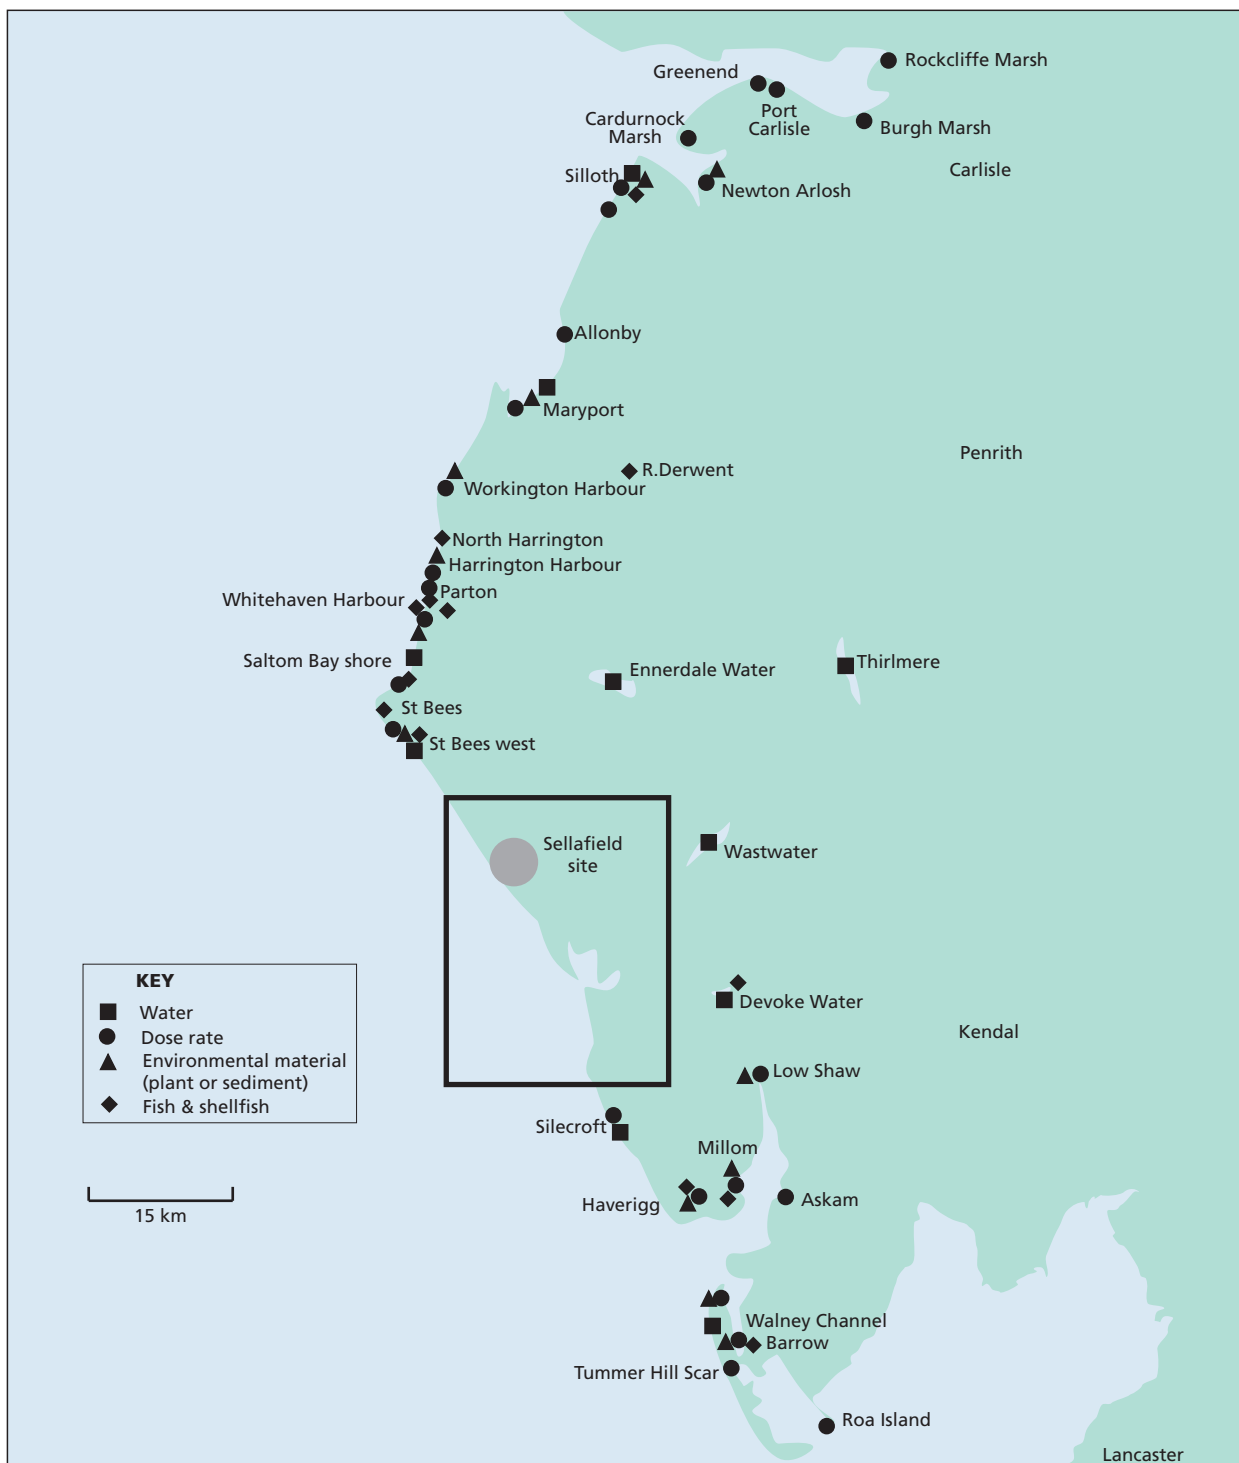 Rockcliffe Marsh
Greenend
Port
Carlisle
Cardurnock
Marsh
Burgh Marsh
Carlisle
Silloth
Newton Arlosh
Allonby
Maryport
Penrith
R.Derwent
Workington Harbour
North Harrington
Harrington Harbour
Parton
Whitehaven Harbour
Saltom Bay shore
Ennerdale Water
Thirlmere
St Bees
St Bees west
Sellafield
site
Wastwater
KEY
Water
Dose rate
Environmental material
(plant or sediment)
Fish & shellfish
Devoke Water
Kendal
Low Shaw
Silecroft
Millom
Haverigg
Askam
15 km
Walney Channel
Barrow
Tummer Hill Scar
Roa Island
Lancaster